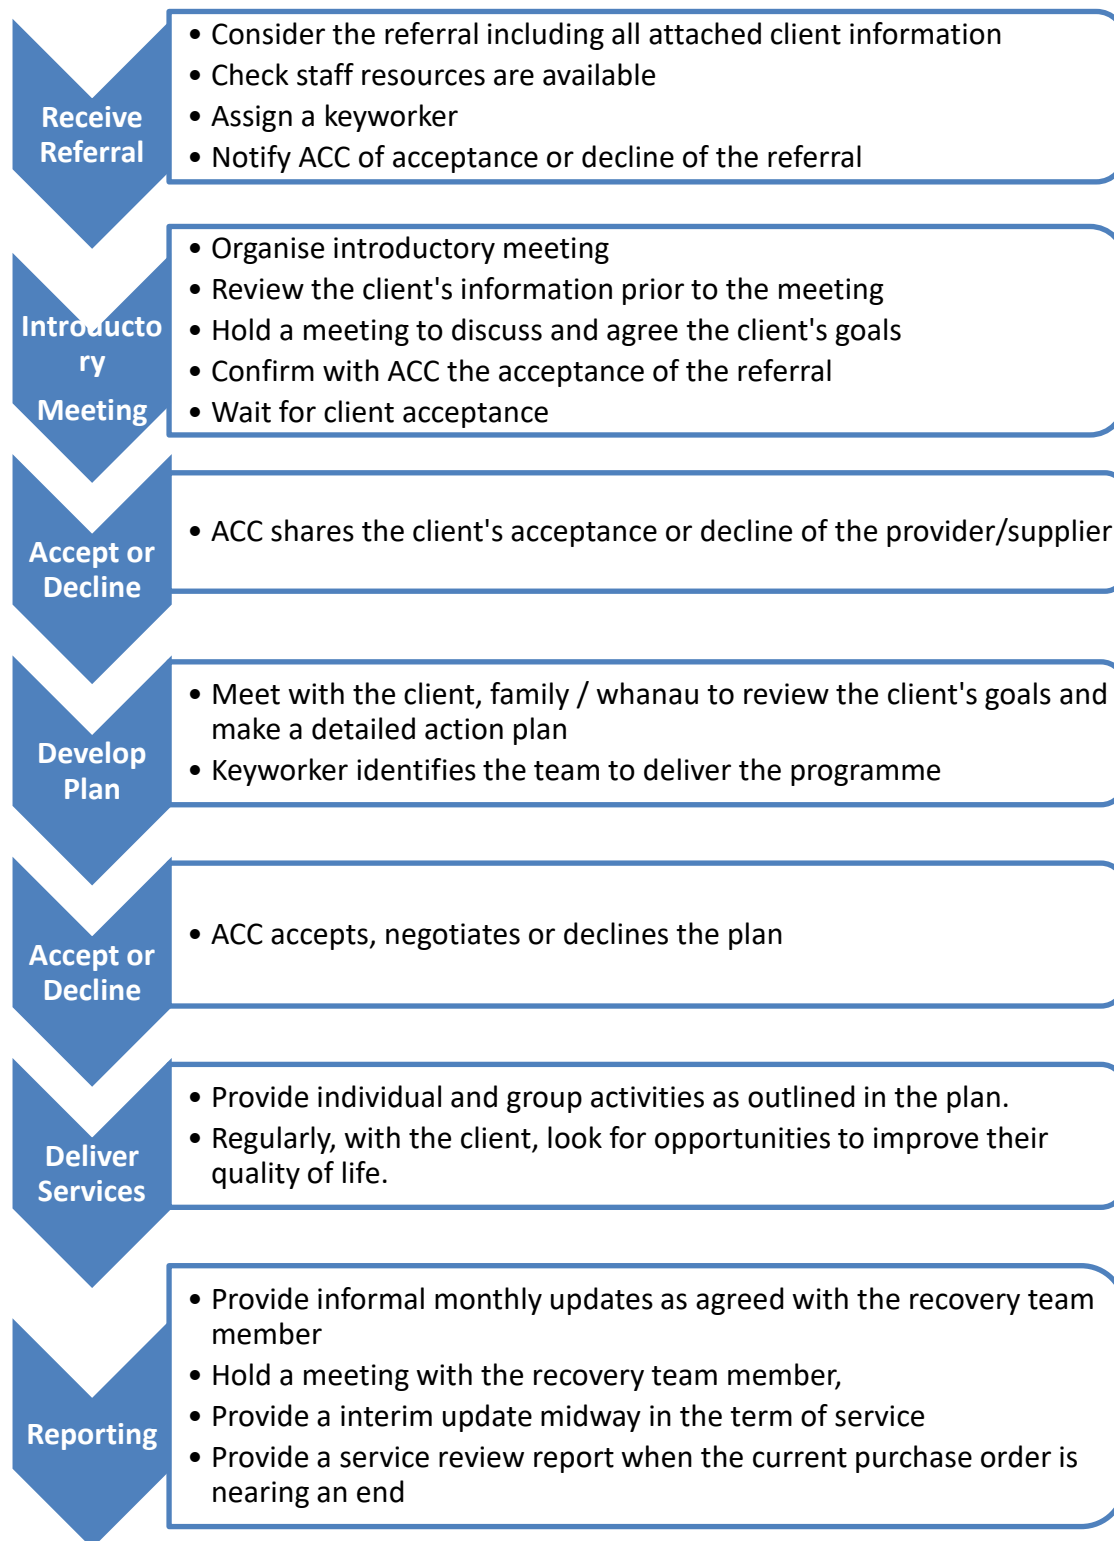 Receive
Referral
• Consider the referral including all attached client information
• Check staff resources are available
• Assign a keyworker
• Notify ACC of acceptance or decline of the referral
Introducto
ry
Meeting
• Organise introductory meeting
• Review the client's information prior to the meeting
• Hold a meeting to discuss and agree the client's goals
• Confirm with ACC the acceptance of the referral
• Wait for client acceptance
Accept or
Decline
• ACC shares the client's acceptance or decline of the provider/supplier
Develop
Plan
• Meet with the client, family / whanau to review the client's goals and
make a detailed action plan
• Keyworker identifies the team to deliver the programme
Accept or
Decline
• ACC accepts, negotiates or declines the plan
Deliver
Services
• Provide individual and group activities as outlined in the plan.
• Regularly, with the client, look for opportunities to improve their
quality of life.
Reporting
• Provide informal monthly updates as agreed with the recovery team
member
• Hold a meeting with the recovery team member,
• Provide a interim update midway in the term of service
• Provide a service review report when the current purchase order is
nearing an end